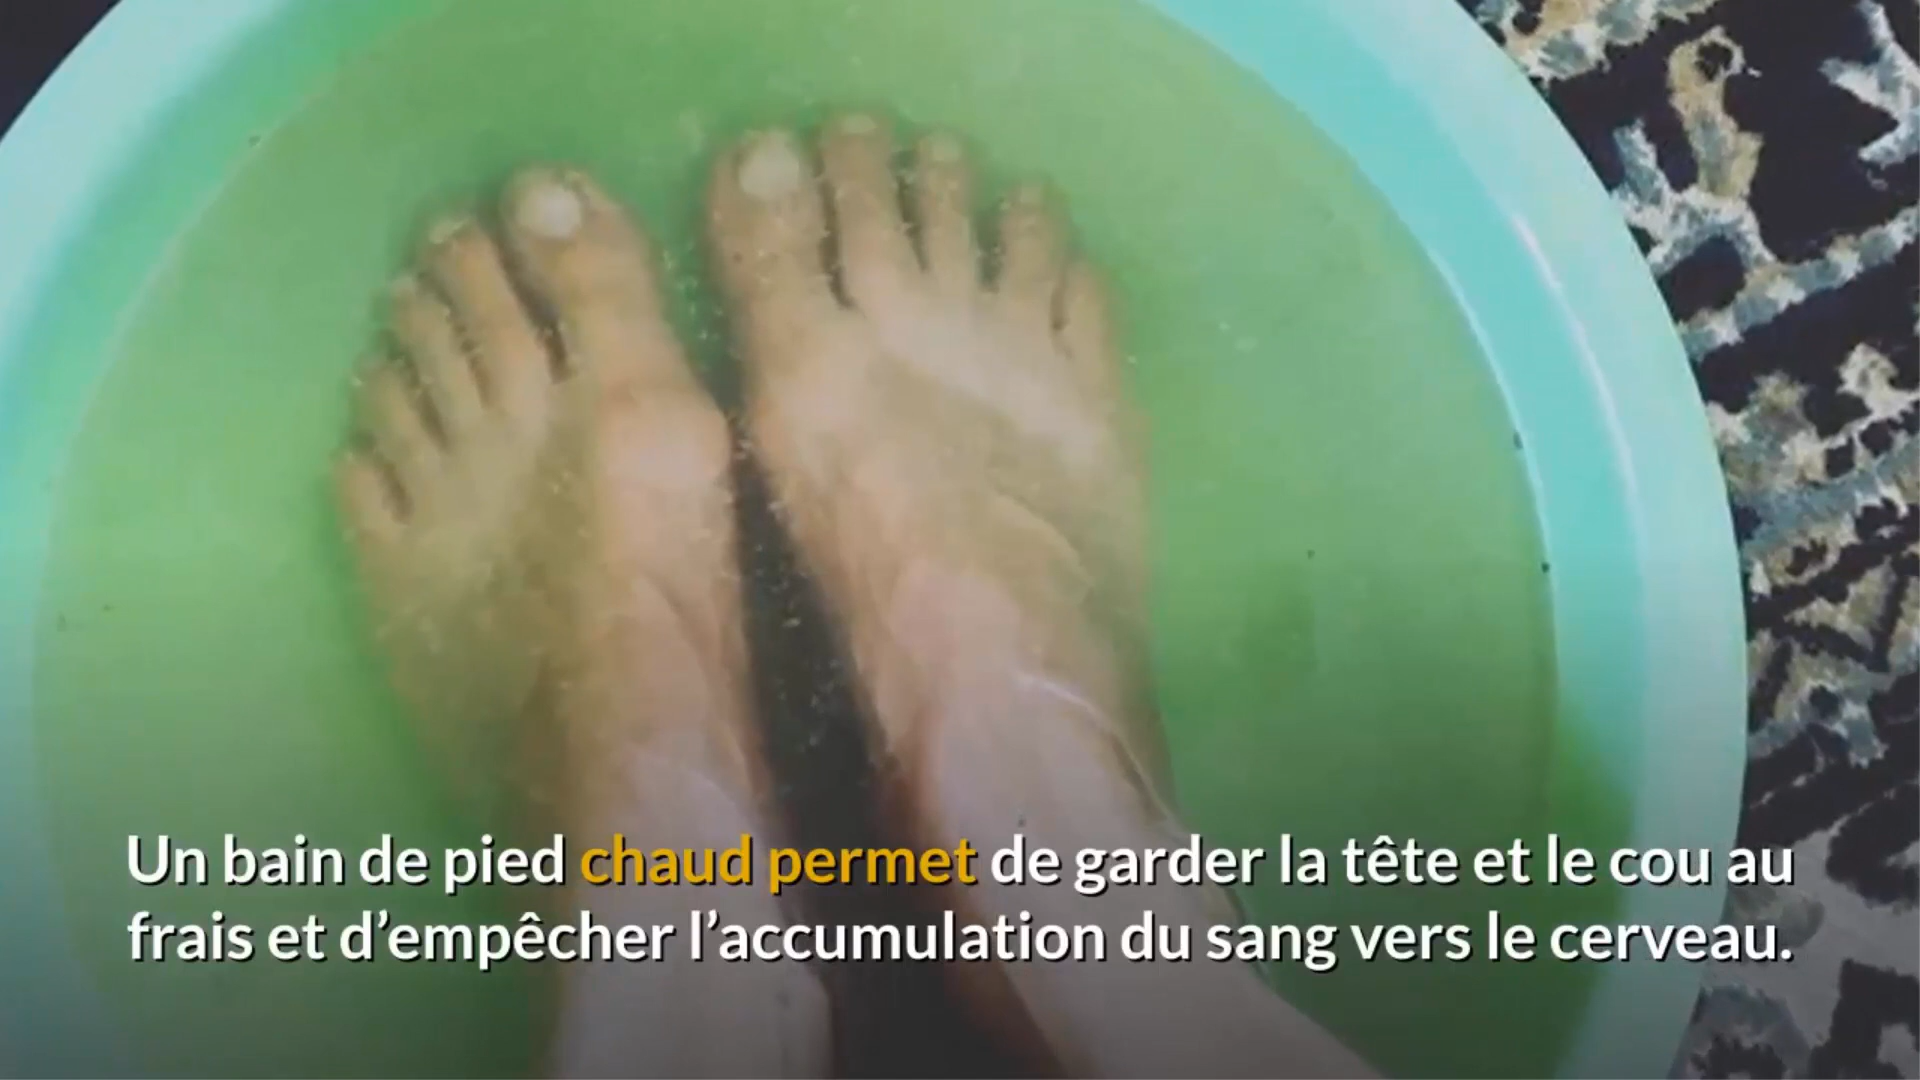 Un bain de pied chaud permet de garder la tête et le cou au
frais et d’empêcher l’accumulation du sang vers le cerveau.